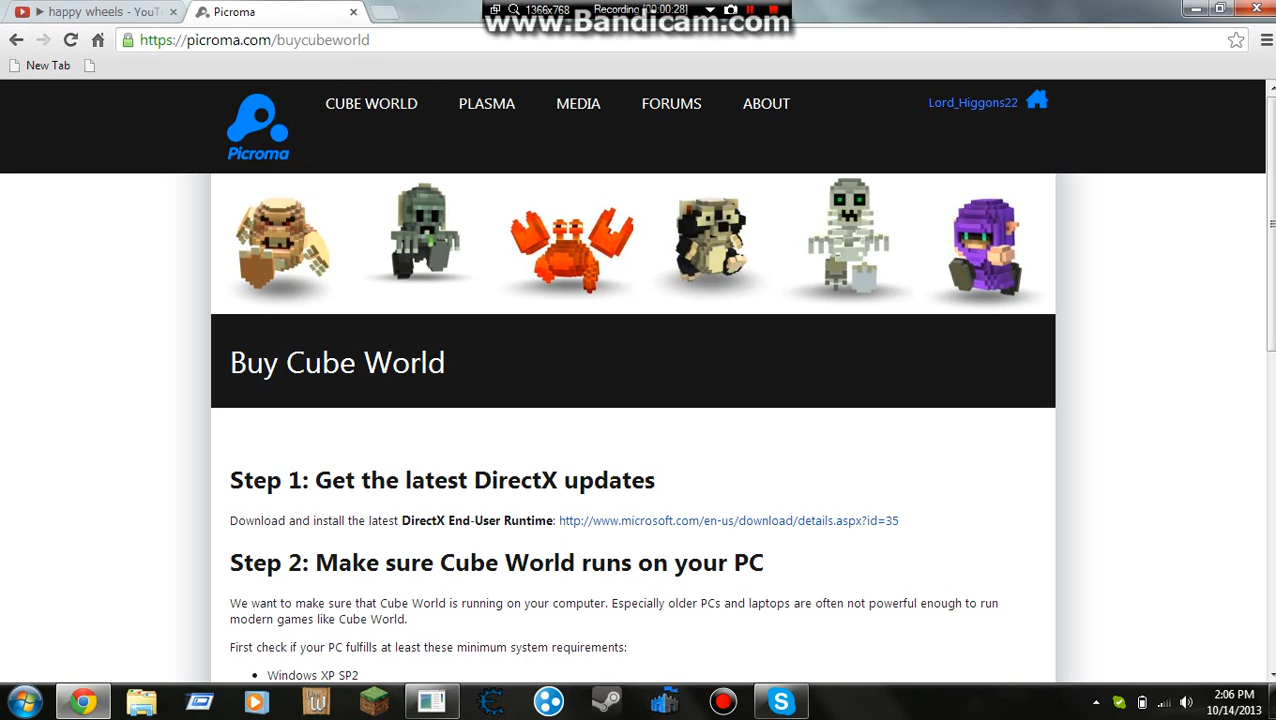 happy wheels - YouT
Picroma
1366x768
Recording [00:00:28]
www.Bandicam.com
https://picroma.com/buycubeworld
New Tab
Picroma
CUBE WORLD
PLASMA
MEDIA
FORUMS
ABOUT
Lord_Higgons22
Buy Cube World
Step 1: Get the latest DirectX updates
Download and install the latest DirectX End-User Runtime: http://www.microsoft.com/en-us/download/details.aspx?id=35
Step 2: Make sure Cube World runs on your PC
We want to make sure that Cube World is running on your computer. Especially older PCs and laptops are often not powerful enough to run
modern games like Cube World.
First check if your PC fulfills at least these minimum system requirements:
• Windows XP SP2
2:06 PM
10/14/2013